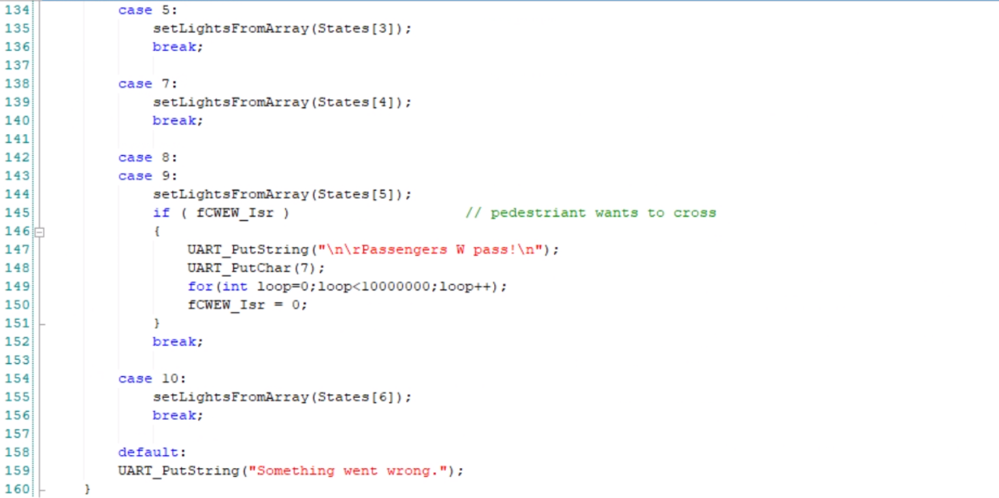 134 case 5:
135 setLightsFromArray(States[3]);
136 break;
137
138 case 7:
139 setLightsFromArray(States[4]);
140 break;
141
142 case 8:
143 case 9:
144 setLightsFromArray(States[5]);
145 if ( fCWEW_Isr ) // pedestriant wants to cross
146 {
147 UART_PutString("\n\rPassengers W pass!\n");
148 UART_PutChar(7);
149 for(int loop=0;loop<10000000;loop++);
150 fCWEW_Isr = 0;
151 }
152 break;
153
154 case 10:
155 setLightsFromArray(States[6]);
156 break;
157
158 default:
159 UART_PutString("Something went wrong.");
160 }